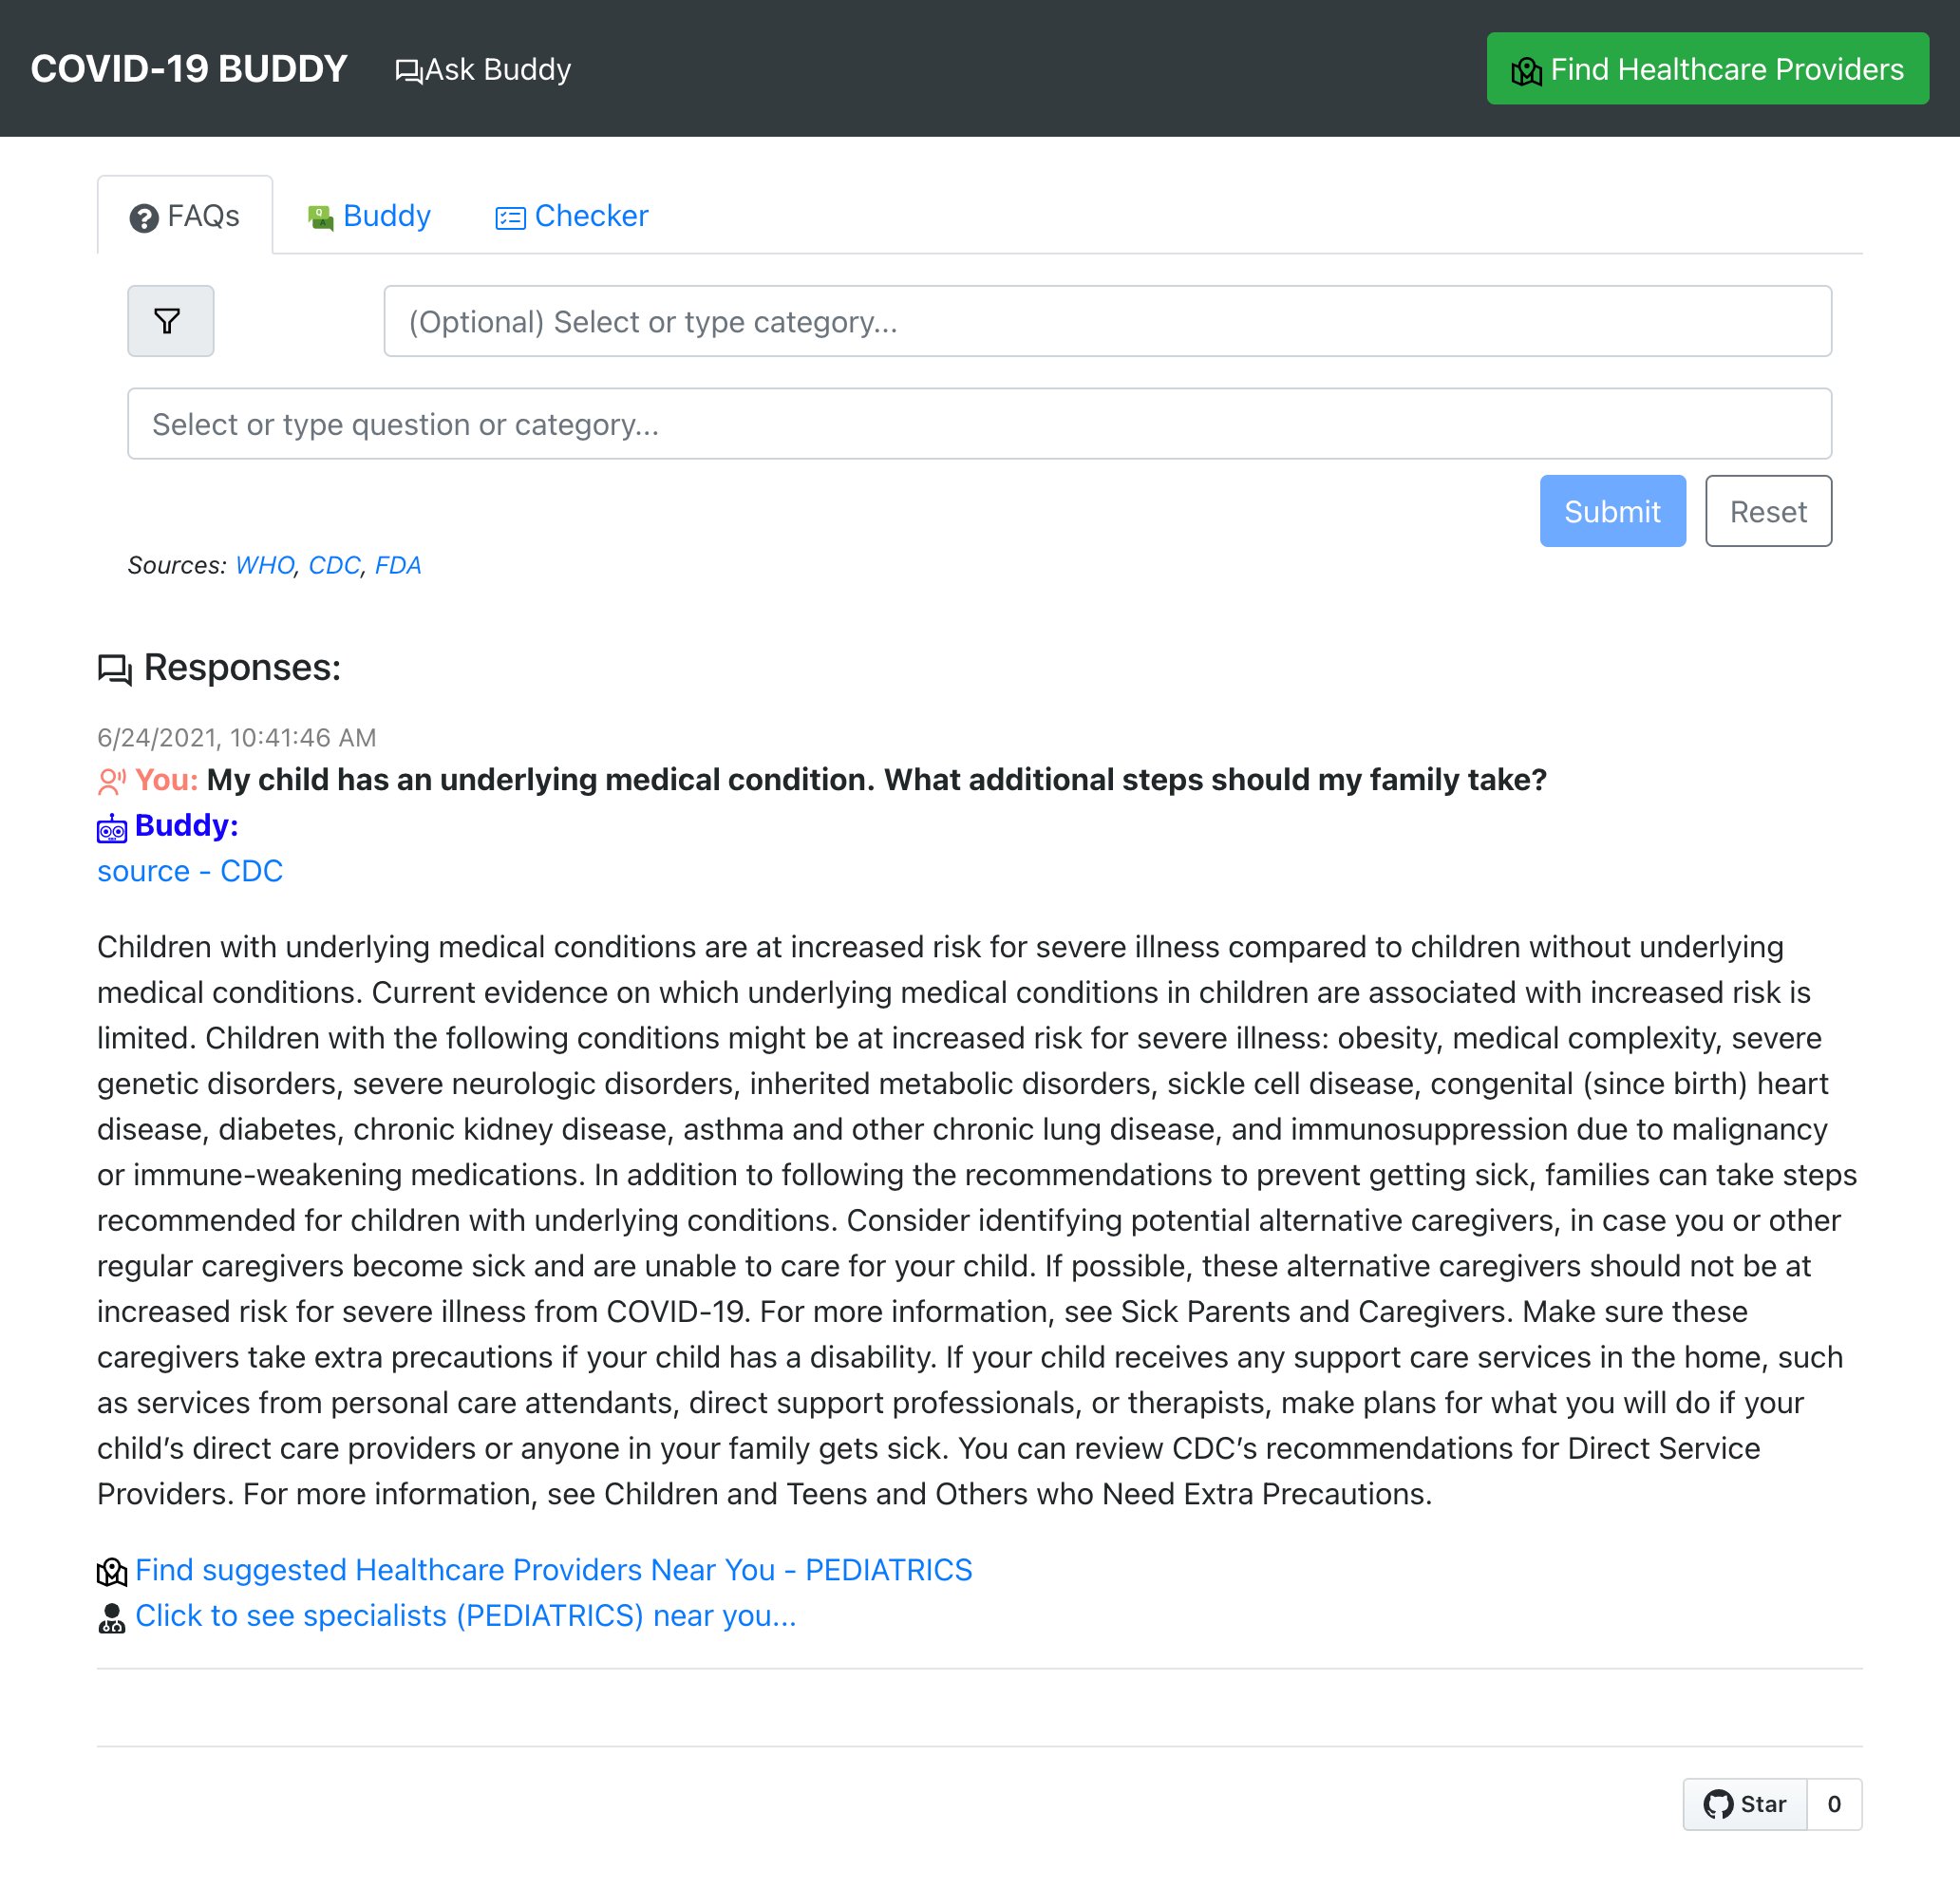 COVID-19 BUDDY
Ask Buddy
Find Healthcare Providers
FAQs
Buddy
Checker
(Optional) Select or type category...
Select or type question or category...
Submit
Reset
Sources: WHO, CDC, FDA
Responses:
6/24/2021, 10:41:46 AM
You: My child has an underlying medical condition. What additional steps should my family take?
Buddy:
source - CDC
Children with underlying medical conditions are at increased risk for severe illness compared to children without underlying
medical conditions. Current evidence on which underlying medical conditions in children are associated with increased risk is
limited. Children with the following conditions might be at increased risk for severe illness: obesity, medical complexity, severe
genetic disorders, severe neurologic disorders, inherited metabolic disorders, sickle cell disease, congenital (since birth) heart
disease, diabetes, chronic kidney disease, asthma and other chronic lung disease, and immunosuppression due to malignancy
or immune-weakening medications. In addition to following the recommendations to prevent getting sick, families can take steps
recommended for children with underlying conditions. Consider identifying potential alternative caregivers, in case you or other
regular caregivers become sick and are unable to care for your child. If possible, these alternative caregivers should not be at
increased risk for severe illness from COVID-19. For more information, see Sick Parents and Caregivers. Make sure these
caregivers take extra precautions if your child has a disability. If your child receives any support care services in the home, such
as services from personal care attendants, direct support professionals, or therapists, make plans for what you will do if your
child’s direct care providers or anyone in your family gets sick. You can review CDC’s recommendations for Direct Service
Providers. For more information, see Children and Teens and Others who Need Extra Precautions.
Find suggested Healthcare Providers Near You - PEDIATRICS
Click to see specialists (PEDIATRICS) near you...
Star
0